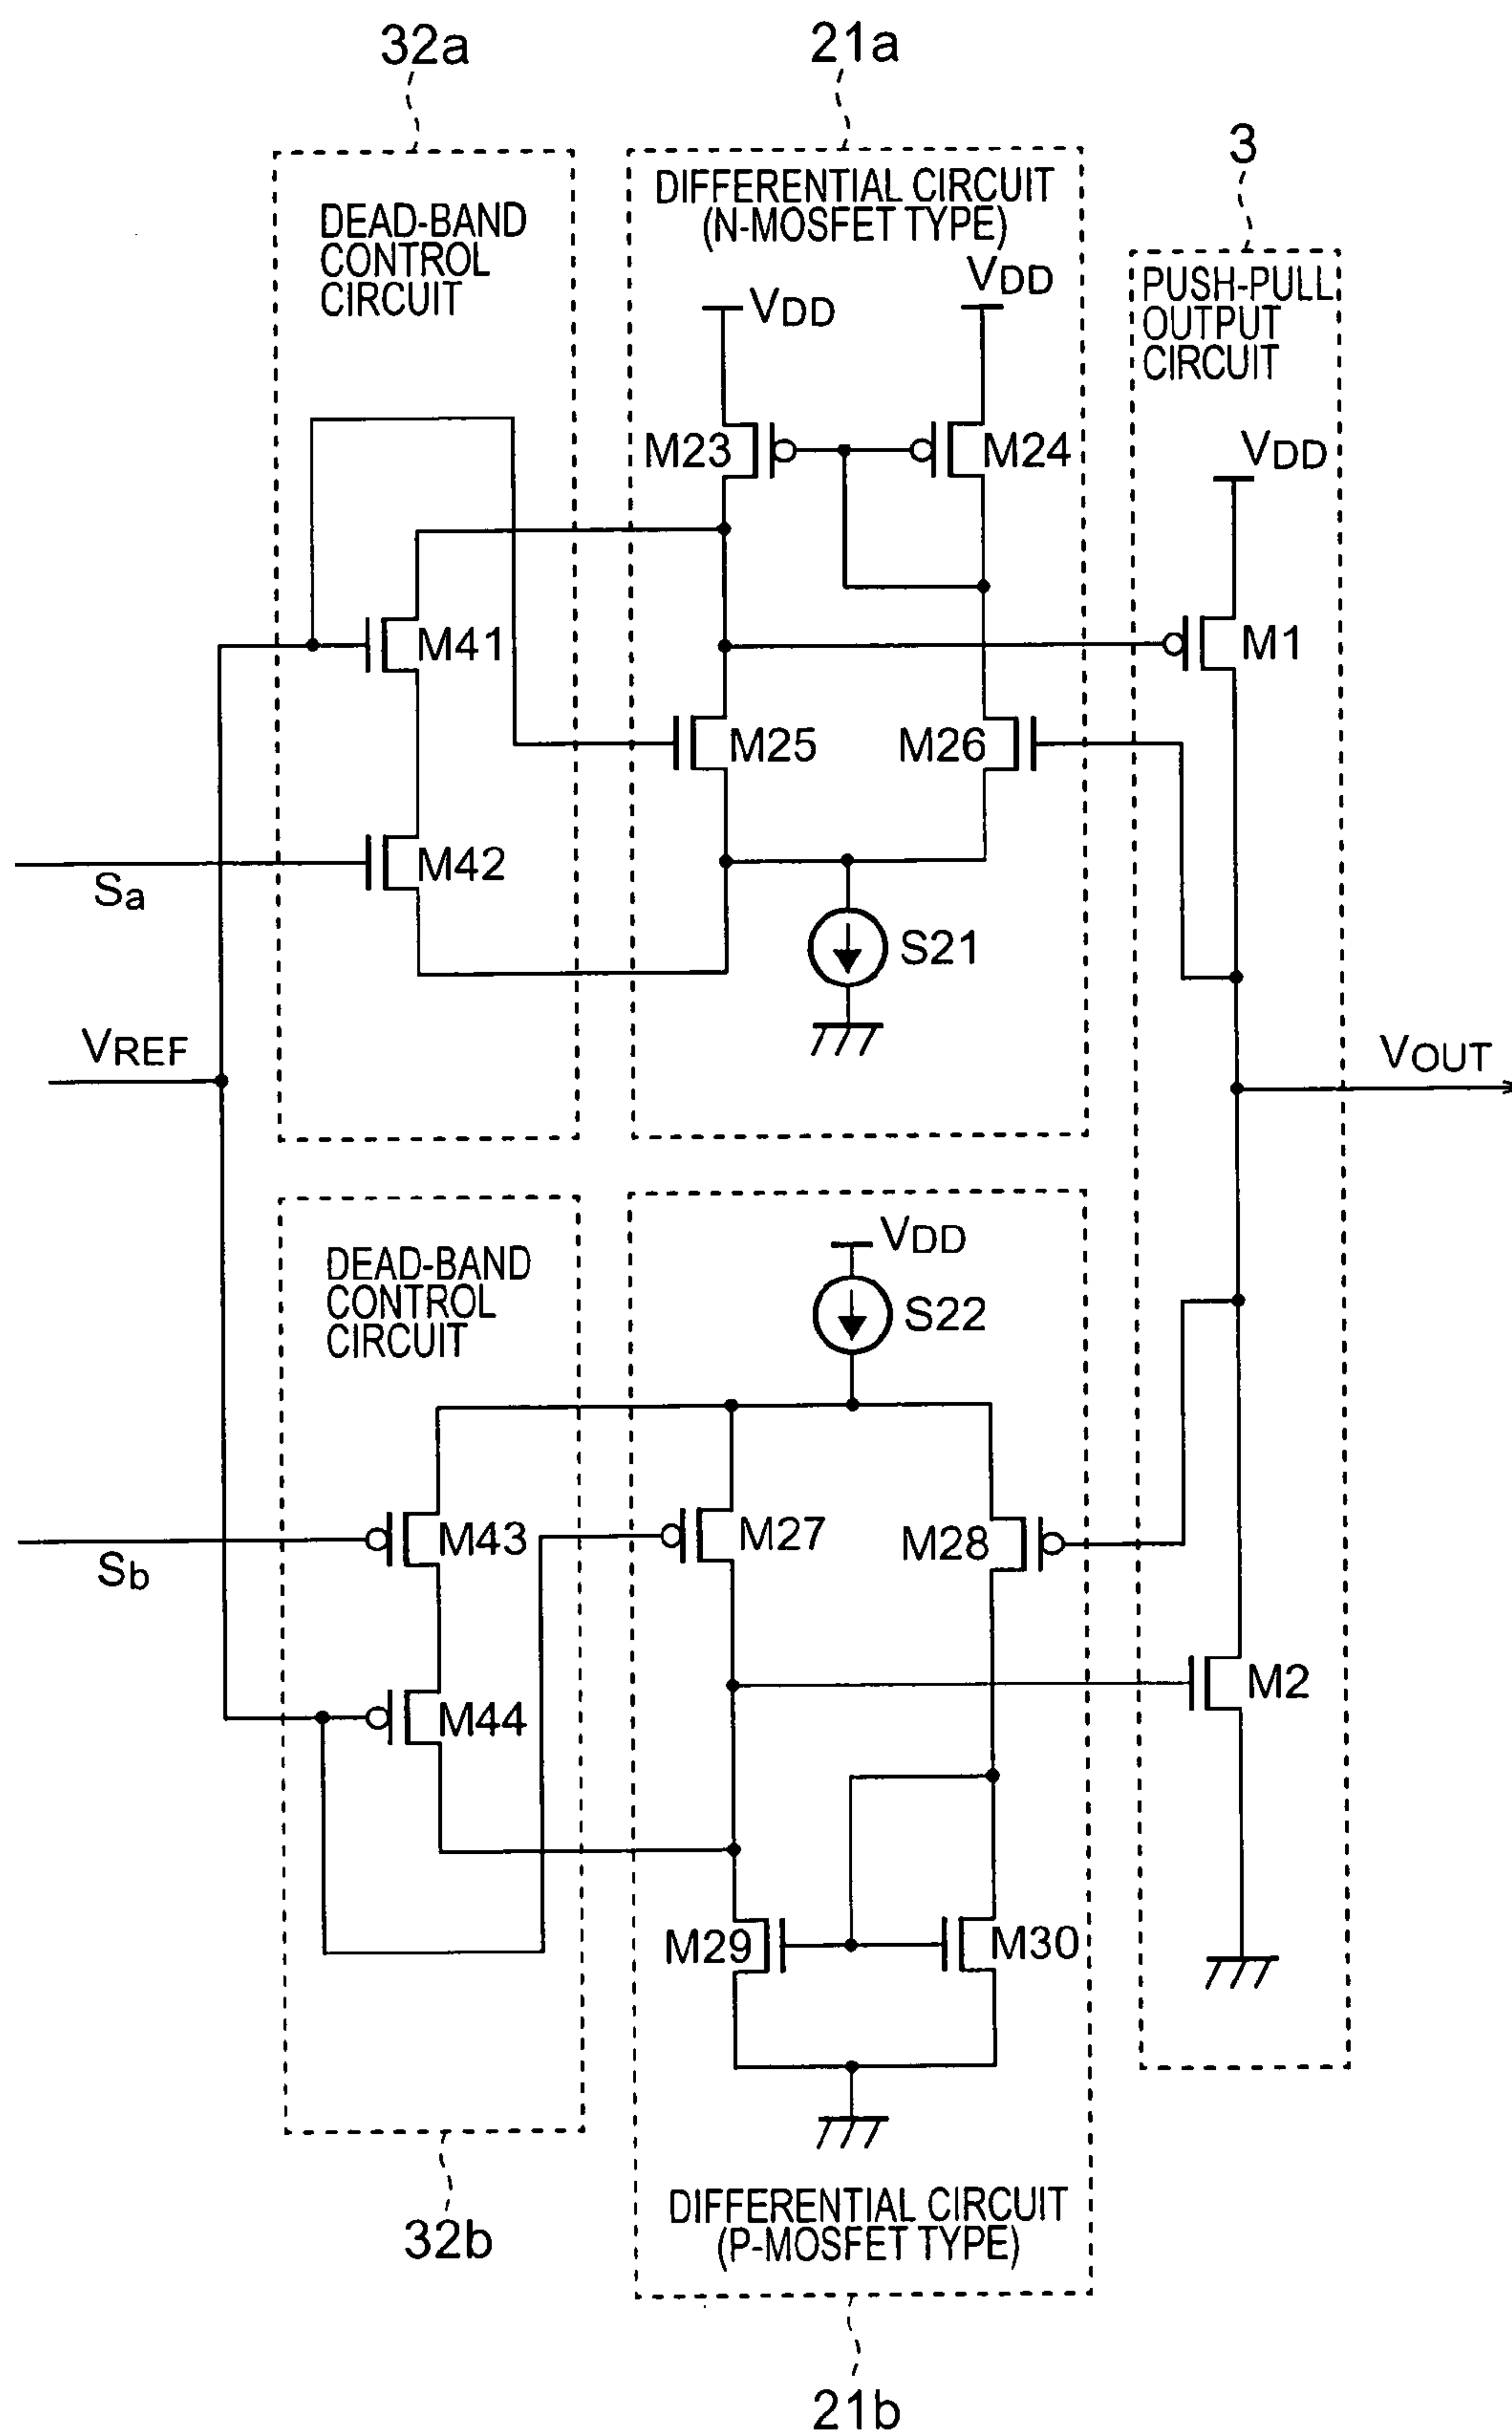 32a
21a
3
DEAD-BAND
CONTROL
CIRCUIT
DIFFERENTIAL CIRCUIT
(N-MOSFET TYPE)
PUSH-PULL
OUTPUT
CIRCUIT
VDD
VDD
VDD
M23
M24
M41
M1
M25
M26
M42
Sa
S21
VREF
VOUT
DEAD-BAND
CONTROL
CIRCUIT
VDD
S22
M43
M27
M28
Sb
M44
M2
M29
M30
32b
DIFFERENTIAL CIRCUIT
(P-MOSFET TYPE)
21b